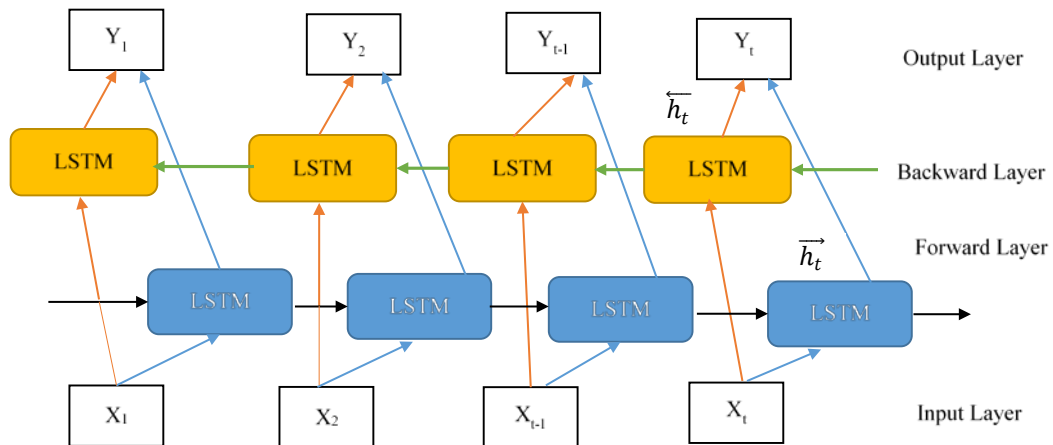 Y₁
Y₂
Yₜ₋₁
Yₜ
Output Layer
←hₜ
LSTM
LSTM
LSTM
LSTM
Backward Layer
Forward Layer
→hₜ
LSTM
LSTM
LSTM
LSTM
X₁
X₂
Xₜ₋₁
Xₜ
Input Layer